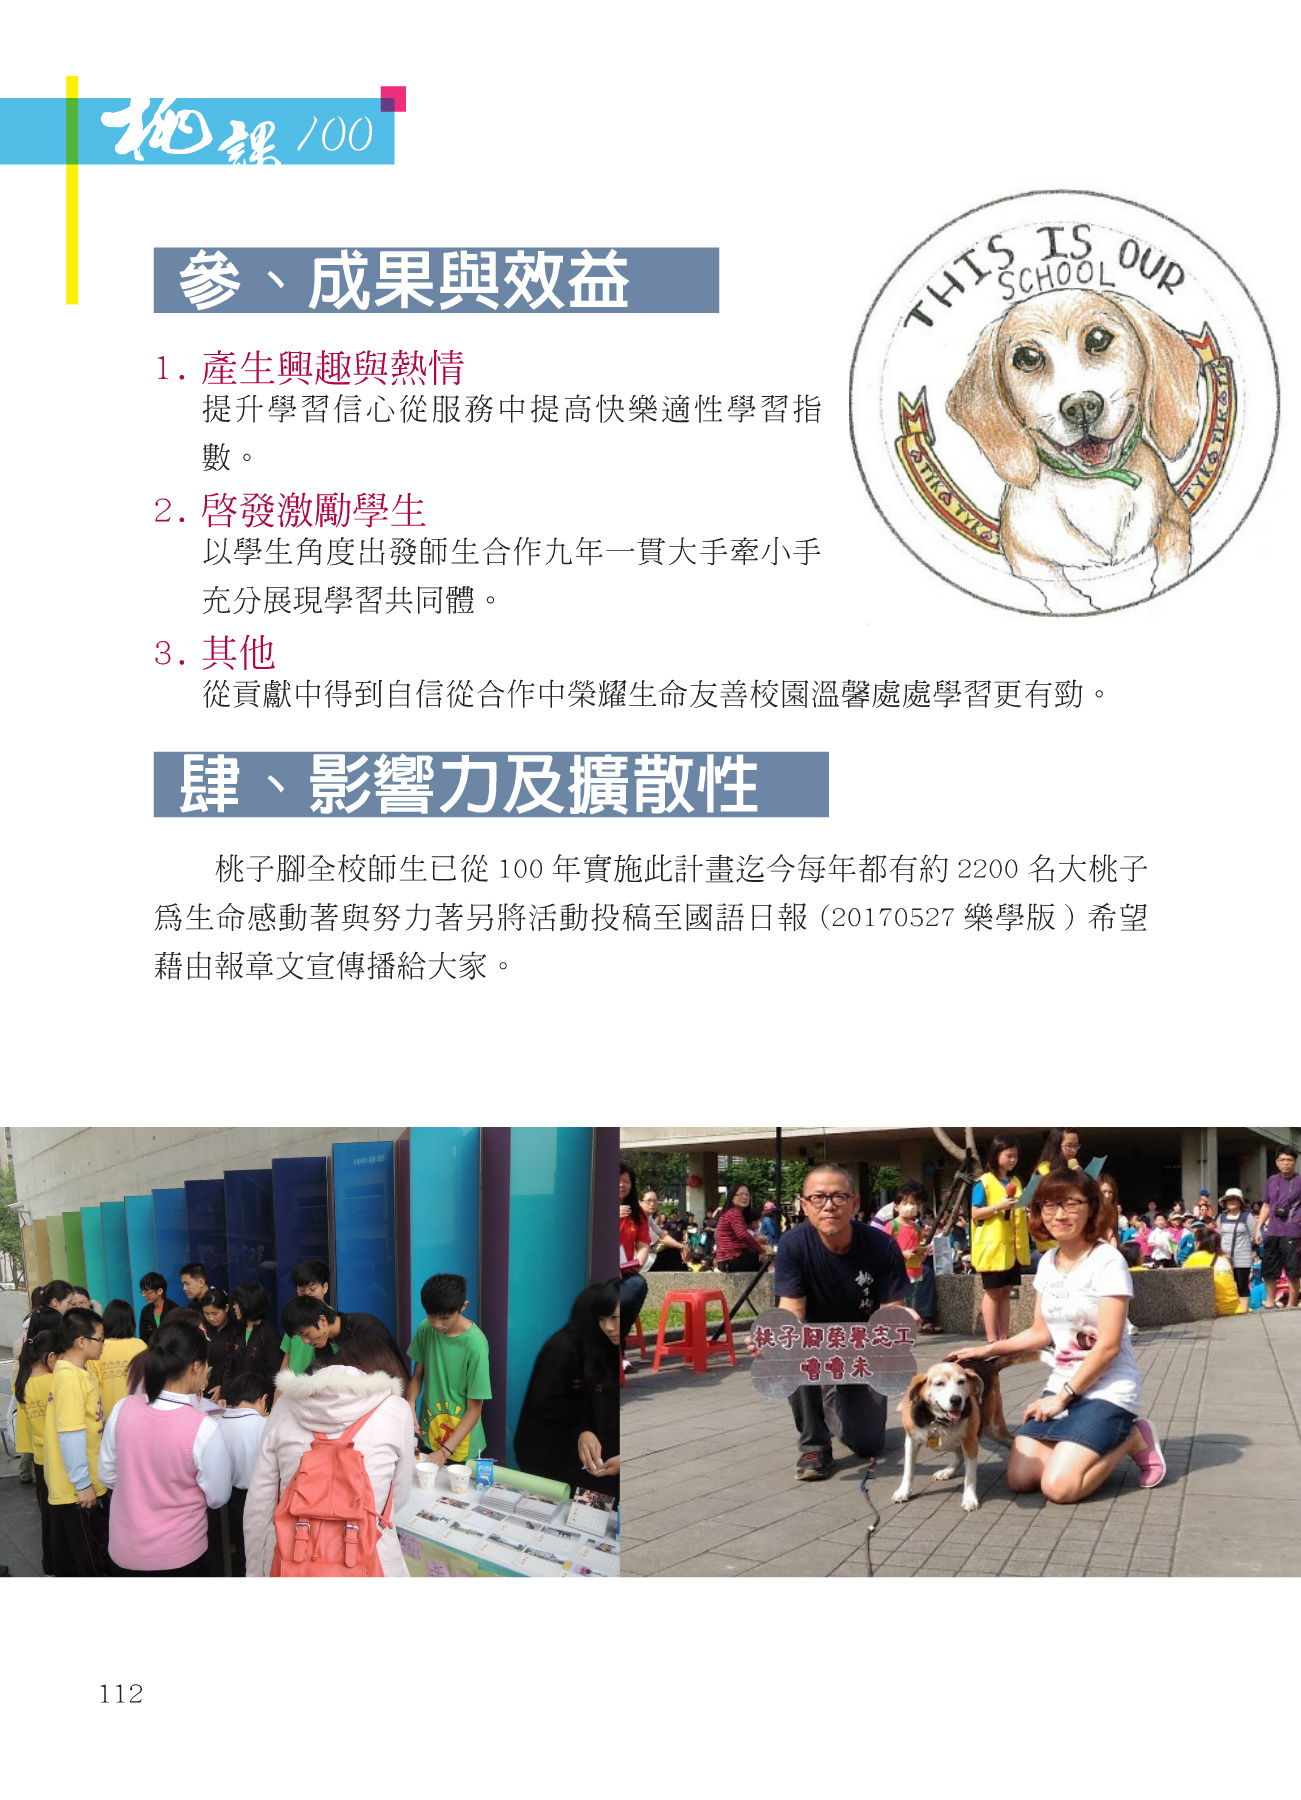 桃課100
THIS IS OUR
SCHOOL
TYK TYK
TYK TYK TYK
參、成果與效益
1. 產生興趣與熱情
提升學習信心從服務中提高快樂適性學習指
數。
2. 啓發激勵學生
以學生角度出發師生合作九年一貫大手牽小手
充分展現學習共同體。
3. 其他
從貢獻中得到自信從合作中榮耀生命友善校園溫馨處處學習更有勁。
肆、影響力及擴散性
桃子腳全校師生已從 100 年實施此計畫迄今每年都有約 2200 名大桃子
爲生命感動著與努力著另將活動投稿至國語日報（20170527 樂學版）希望
藉由報章文宣傳播給大家。
桃子腳榮譽志工
嚕嚕米
112